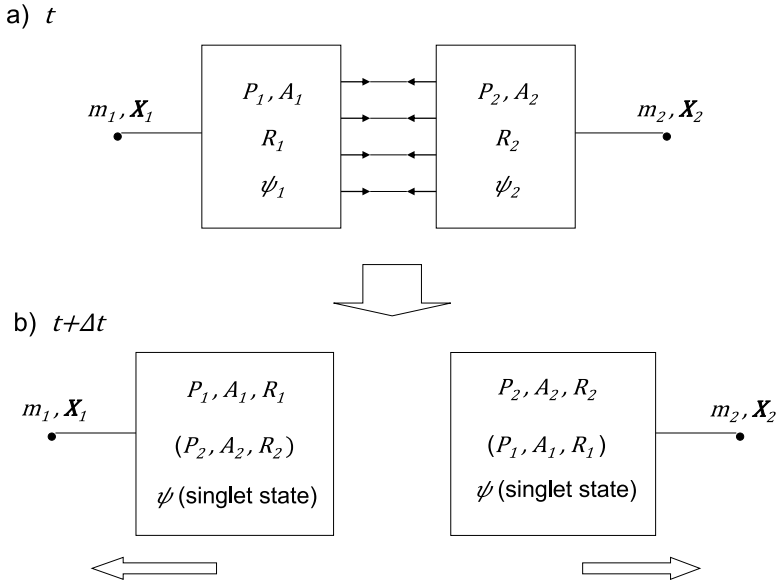 a) t
P₁, A₁
P₂, A₂
m₁, X₁
m₂, X₂
R₁
R₂
ψ₁
ψ₂
b) t+Δt
P₁, A₁, R₁
P₂, A₂, R₂
m₁, X₁
m₂, X₂
(P₂, A₂, R₂)
(P₁, A₁, R₁)
ψ (singlet state)
ψ (singlet state)